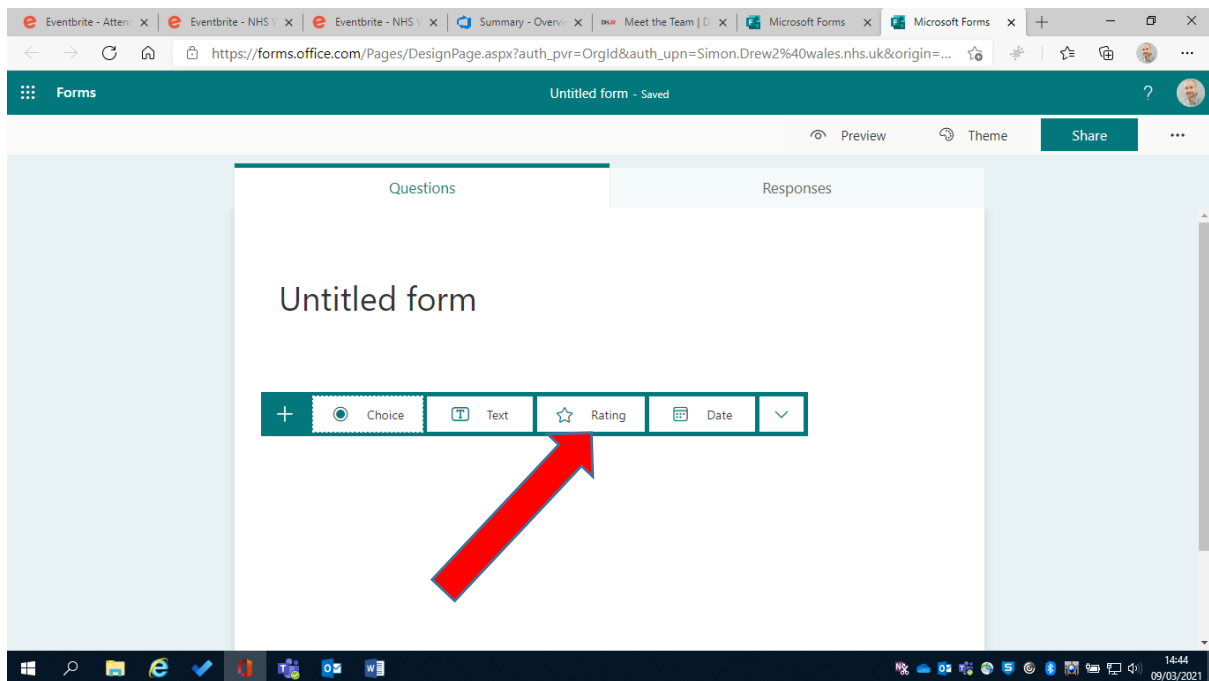 Eventbrite - Atten
Eventbrite - NHS V
Eventbrite - NHS V
Summary - Overvi
Meet the Team | D
Microsoft Forms
Microsoft Forms
https://forms.office.com/Pages/DesignPage.aspx?auth_pvr=OrgId&auth_upn=Simon.Drew2%40wales.nhs.uk&origin=...
Forms
Untitled form - Saved
?
Preview
Theme
Share
Questions
Responses
Untitled form
Choice
Text
Rating
Date
14:44
09/03/2021